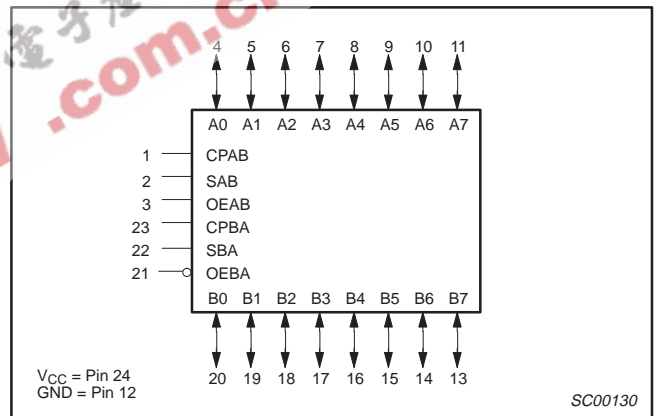 .com.
4 5 6 7 8 9 10 11
A0 A1 A2 A3 A4 A5 A6 A7
1 CPAB
2 SAB
3 OEAB
23 CPBA
22 SBA
21 OEBA
B0 B1 B2 B3 B4 B5 B6 B7
20 19 18 17 16 15 14 13
VCC = Pin 24
GND = Pin 12
SC00130